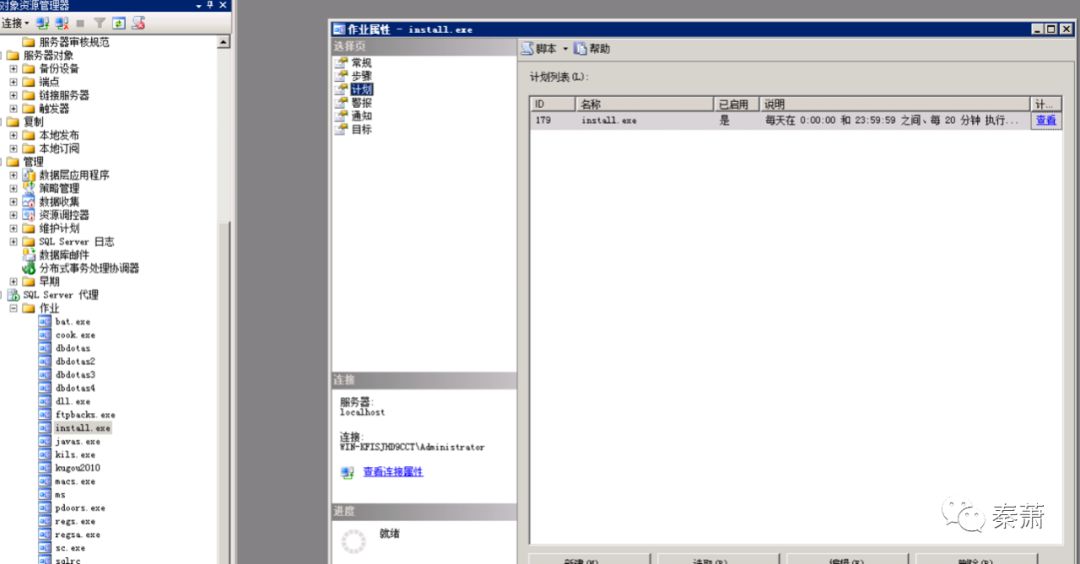 对象资源管理器
连接
服务器审核规范
服务器对象
备份设备
端点
链接服务器
触发器
复制
本地发布
本地订阅
管理
数据层应用程序
策略管理
数据收集
资源调控器
维护计划
SQL Server 日志
数据库邮件
分布式事务处理协调器
早期
SQL Server 代理
作业
bat.exe
cook.exe
dbdotas
dbdotas2
dbdotas3
dbdotas4
dll.exe
ftpbacks.exe
install.exe
javas.exe
kils.exe
kugou2010
macs.exe
ms
pdoors.exe
regs.exe
regsa.exe
sc.exe
sqlrc
作业属性 - install.exe
选择页
常规
步骤
计划
警报
通知
目标
连接
服务器:
localhost
连接:
WIN-KFISJHD9CCT\Administrator
查看连接属性
进度
就绪
脚本 帮助
计划列表(L):
ID 名称 已启用 说明 计...
179 install.exe 是 每天在 0:00:00 和 23:59:59 之间、每 20 分钟 执行... 查看
新建(N) 选取(P) 编辑(E) 删除(R)
秦萧